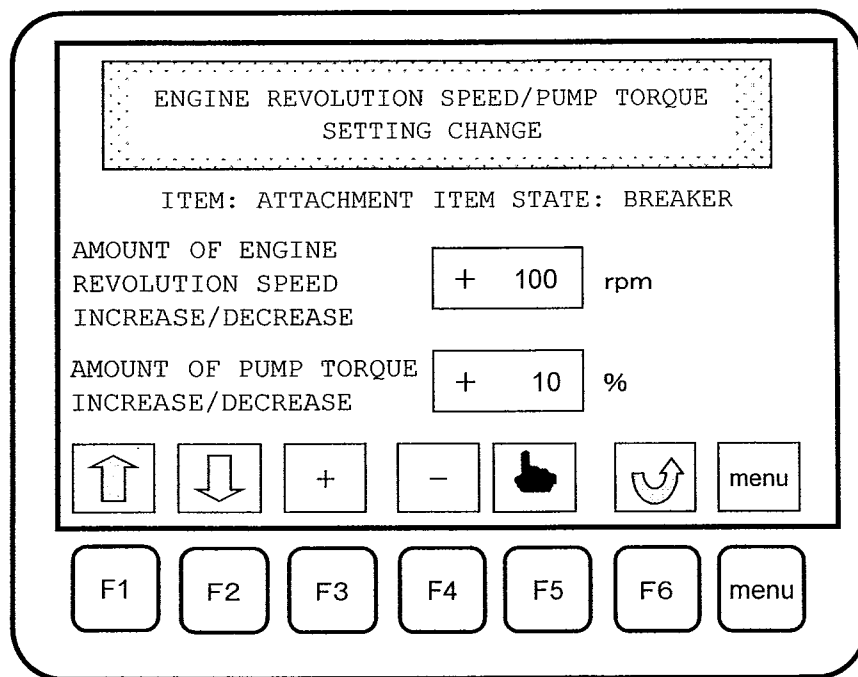 ENGINE REVOLUTION SPEED/PUMP TORQUE
SETTING CHANGE
ITEM: ATTACHMENT ITEM STATE: BREAKER
AMOUNT OF ENGINE
REVOLUTION SPEED
INCREASE/DECREASE
+ 100 rpm
AMOUNT OF PUMP TORQUE
INCREASE/DECREASE
+ 10 %
+ − menu
F1 F2 F3 F4 F5 F6 menu